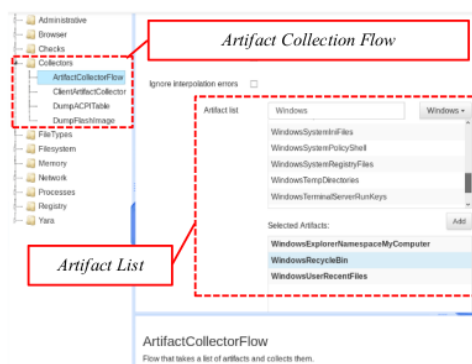 Administrative
Browser
Checks
Collectors
ArtifactCollectorFlow
ClientArtifactCollector
DumpACPITable
DumpFlashImage
FileTypes
Filesystem
Memory
Network
Processes
Registry
Yara
Artifact Collection Flow
Ignore interpolation errors
Artifact list
Windows
Windows
WindowsSystemIniFiles
WindowsSystemPolicyShell
WindowsSystemRegistryFiles
WindowsTempDirectories
WindowsTerminalServerRunKeys
Selected Artifacts:
Add
WindowsExplorerNamespaceMyComputer
WindowsRecycleBin
WindowsUserRecentFiles
Artifact List
ArtifactCollectorFlow
Flow that takes a list of artifacts and collects them.